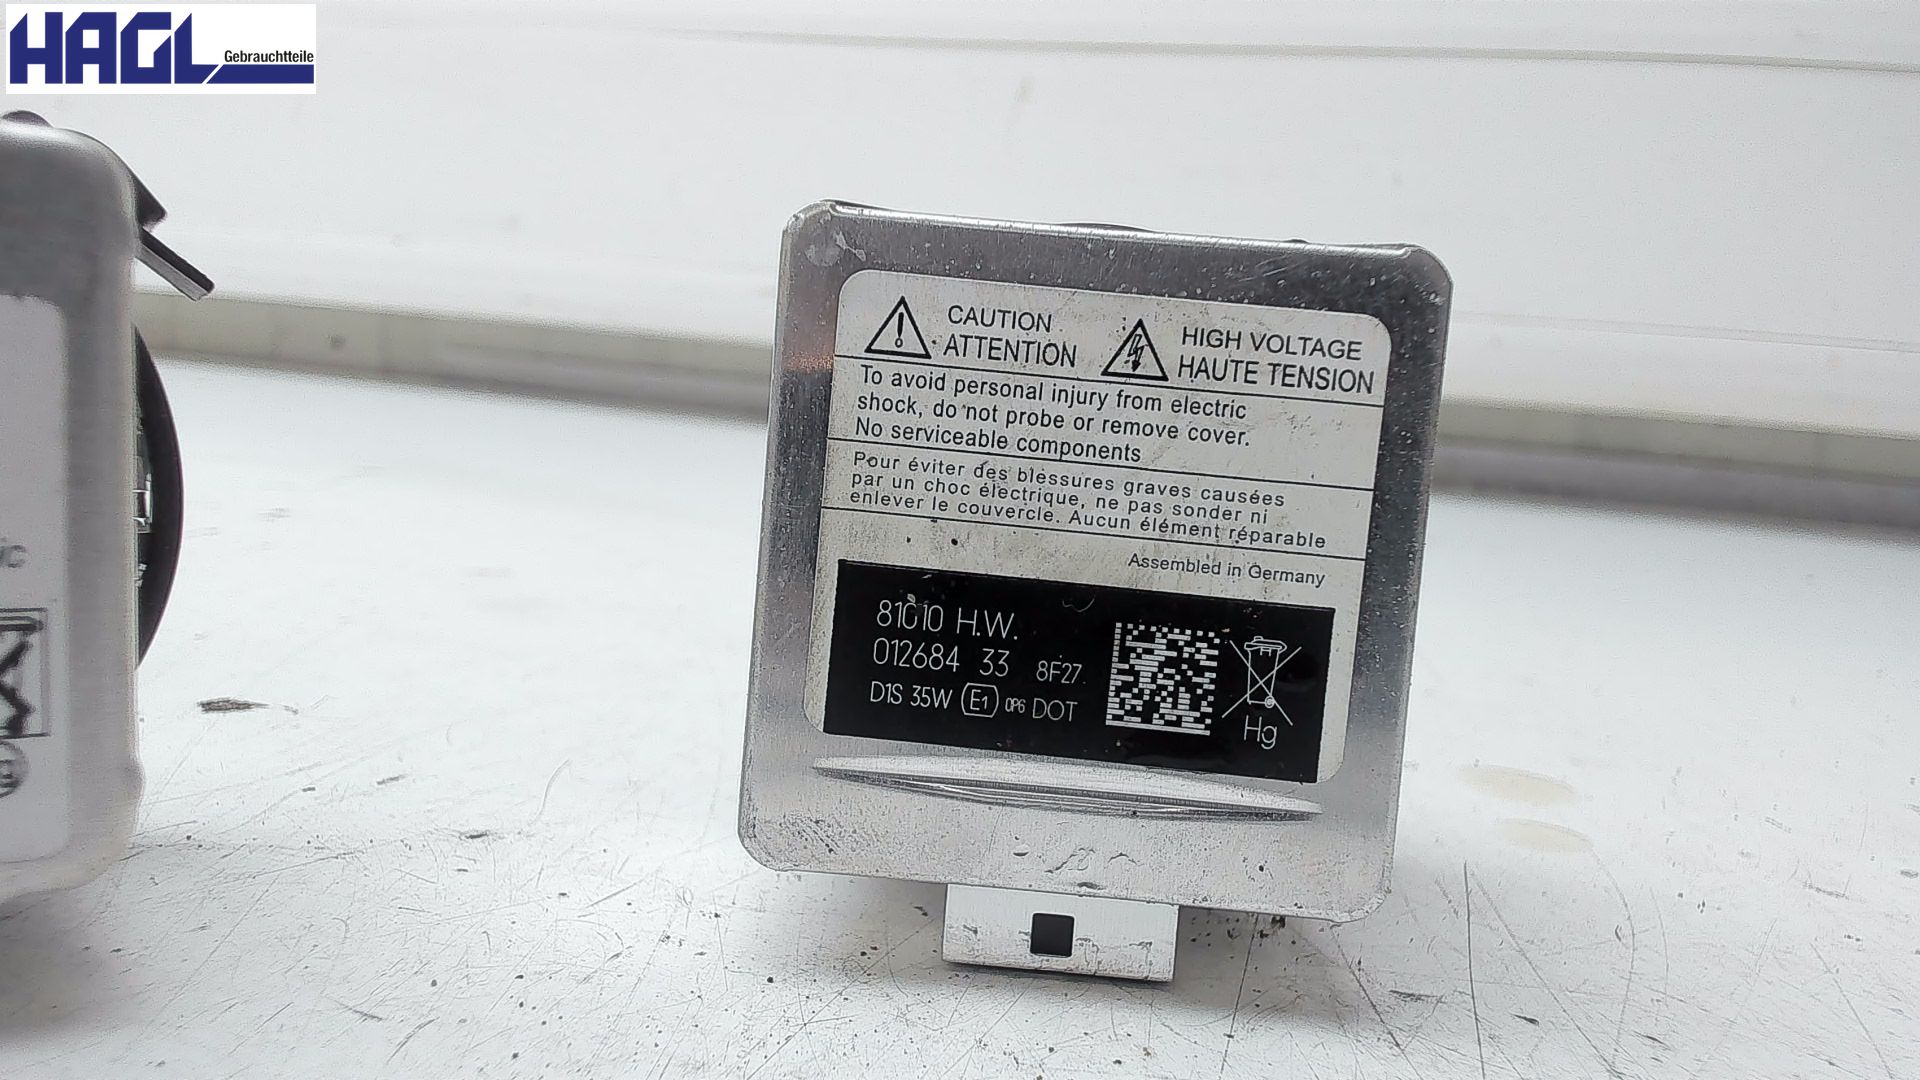 HAGL
Gebrauchtteile
CAUTION
ATTENTION
HIGH VOLTAGE
HAUTE TENSION
To avoid personal injury from electric
shock, do not probe or remove cover.
No serviceable components
Pour éviter des blessures graves causées
par un choc électrique, ne pas sonder ni
enlever le couvercle. Aucun élément réparable
Assembled in Germany
81010 H.W.
012684 33 8F27.
D1S 35W E1 0P6 DOT
Hg